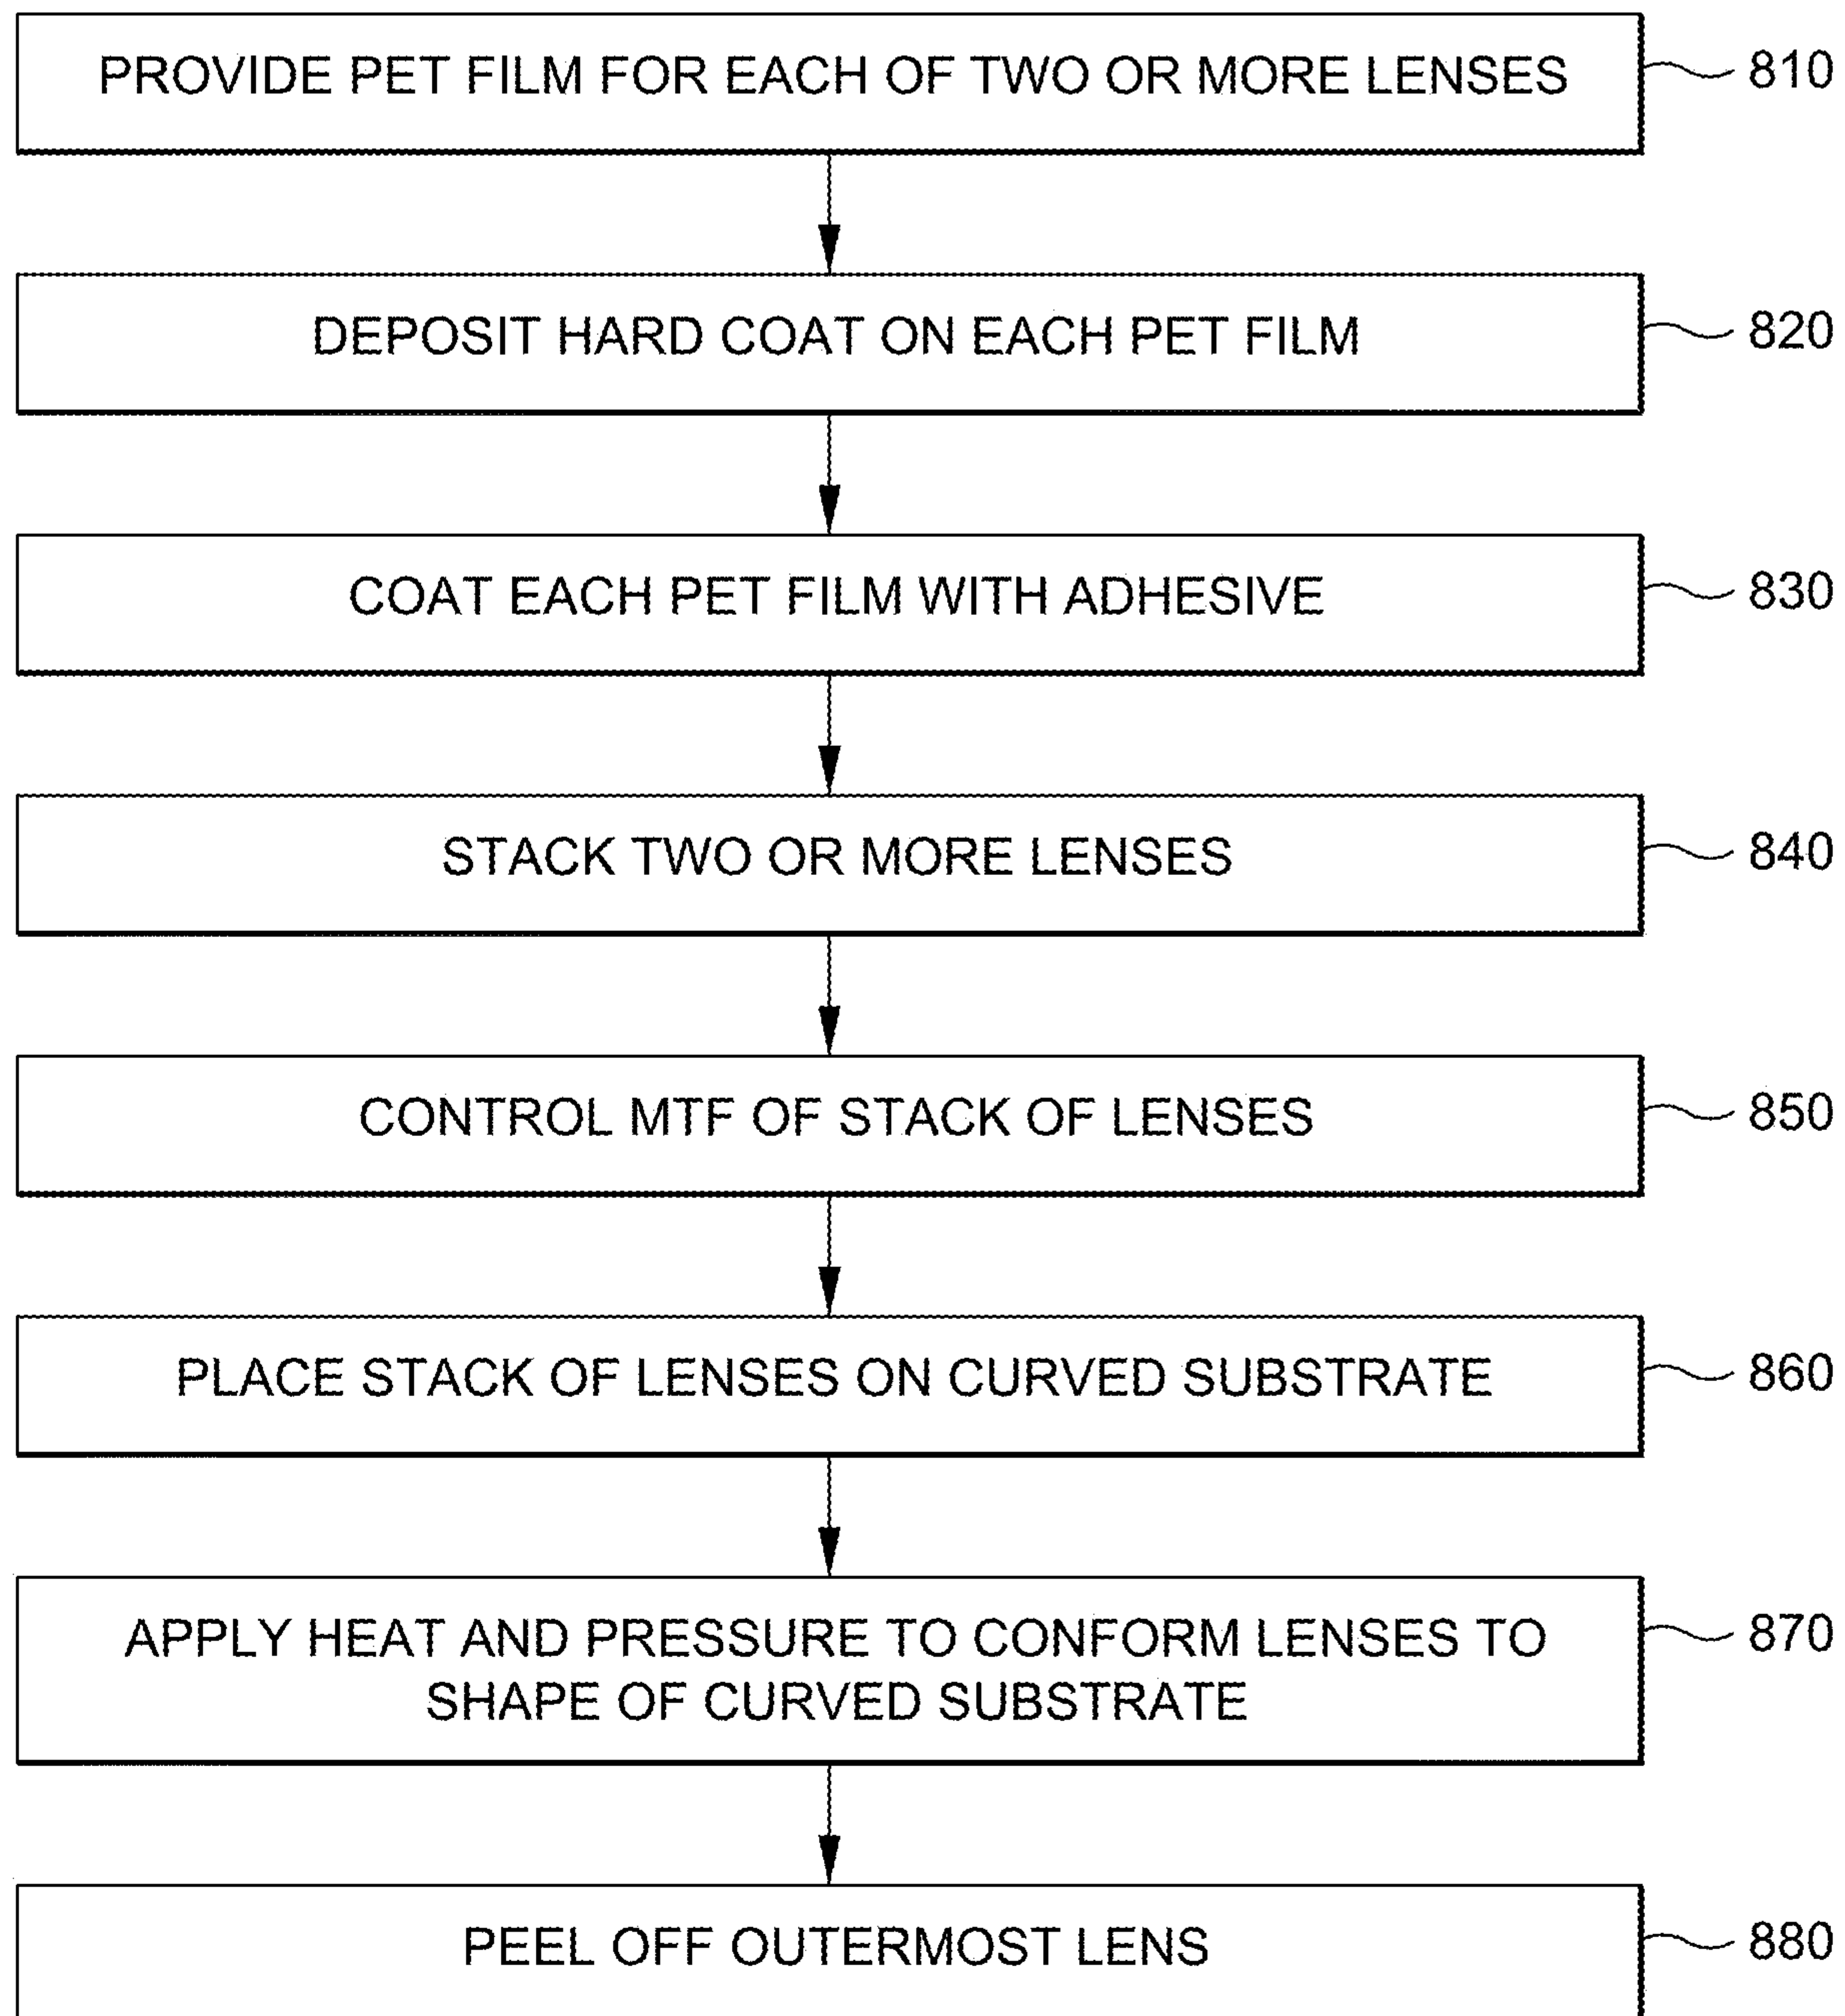 PROVIDE PET FILM FOR EACH OF TWO OR MORE LENSES 810
DEPOSIT HARD COAT ON EACH PET FILM 820
COAT EACH PET FILM WITH ADHESIVE 830
STACK TWO OR MORE LENSES 840
CONTROL MTF OF STACK OF LENSES 850
PLACE STACK OF LENSES ON CURVED SUBSTRATE 860
APPLY HEAT AND PRESSURE TO CONFORM LENSES TO 870
SHAPE OF CURVED SUBSTRATE
PEEL OFF OUTERMOST LENS 880